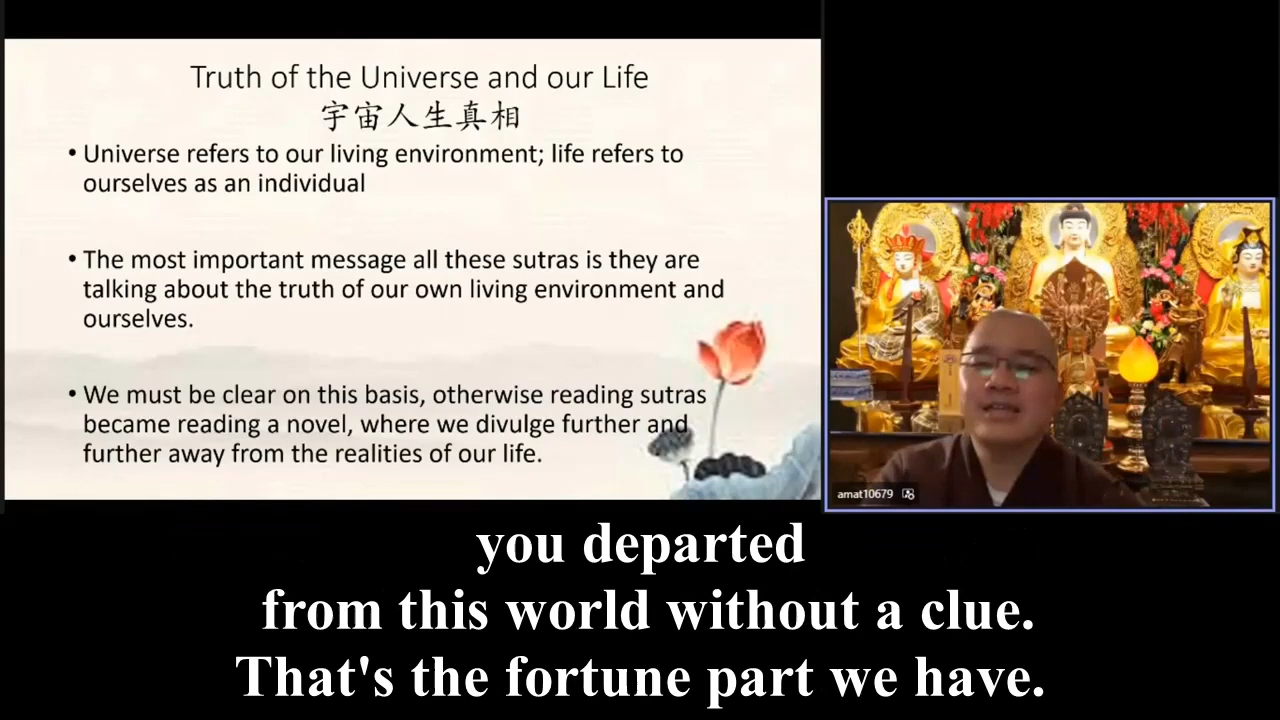 Truth of the Universe and our Life
宇宙人生真相
• Universe refers to our living environment; life refers to
ourselves as an individual
• The most important message all these sutras is they are
talking about the truth of our own living environment and
ourselves.
• We must be clear on this basis, otherwise reading sutras
became reading a novel, where we divulge further and
further away from the realities of our life.
amat10679
you departed
from this world without a clue.
That's the fortune part we have.